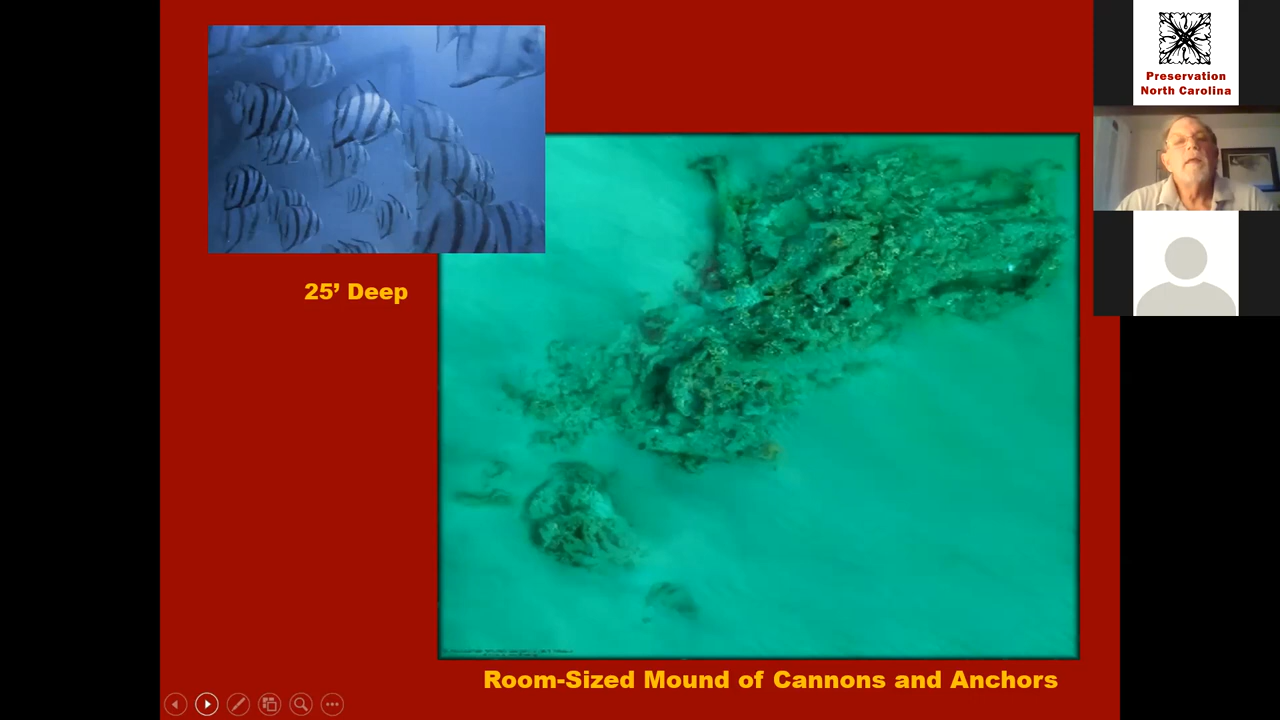 Preservation
North Carolina
25’ Deep
Room-Sized Mound of Cannons and Anchors